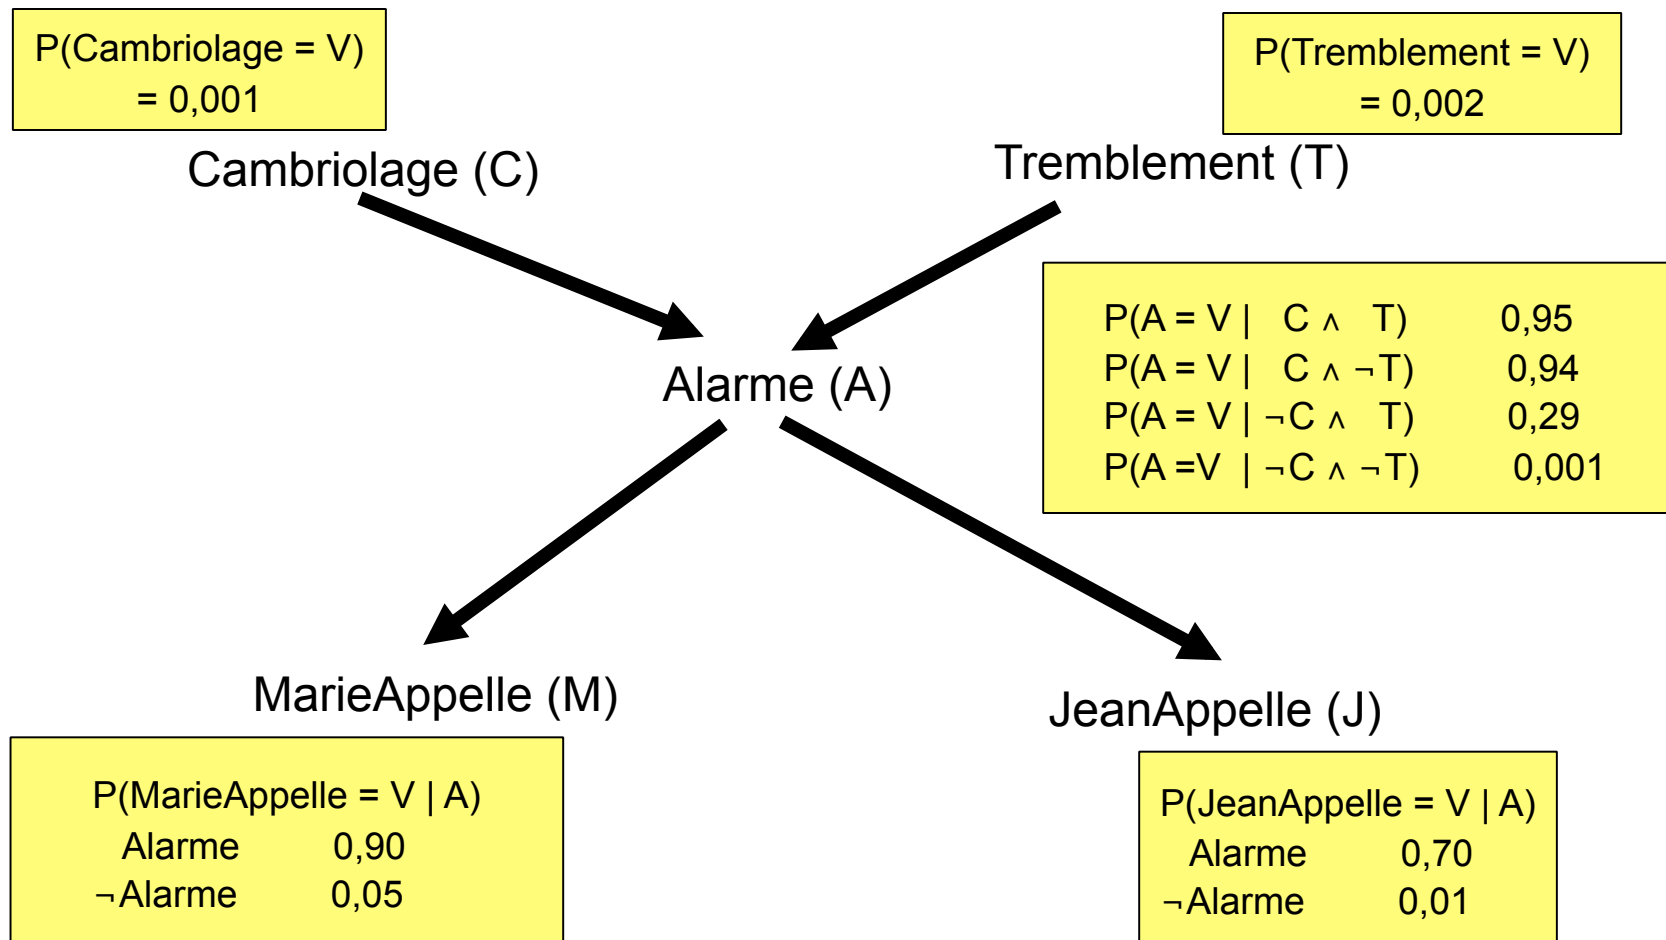 P(Cambriolage = V)
= 0,001
P(Tremblement = V)
= 0,002
Cambriolage (C)
Tremblement (T)
P(A = V | C ∧ T) 0,95
P(A = V | C ∧ ¬T) 0,94
P(A = V | ¬C ∧ T) 0,29
P(A =V | ¬C ∧ ¬T) 0,001
Alarme (A)
MarieAppelle (M)
JeanAppelle (J)
P(MarieAppelle = V | A)
Alarme 0,90
¬Alarme 0,05
P(JeanAppelle = V | A)
Alarme 0,70
¬Alarme 0,01